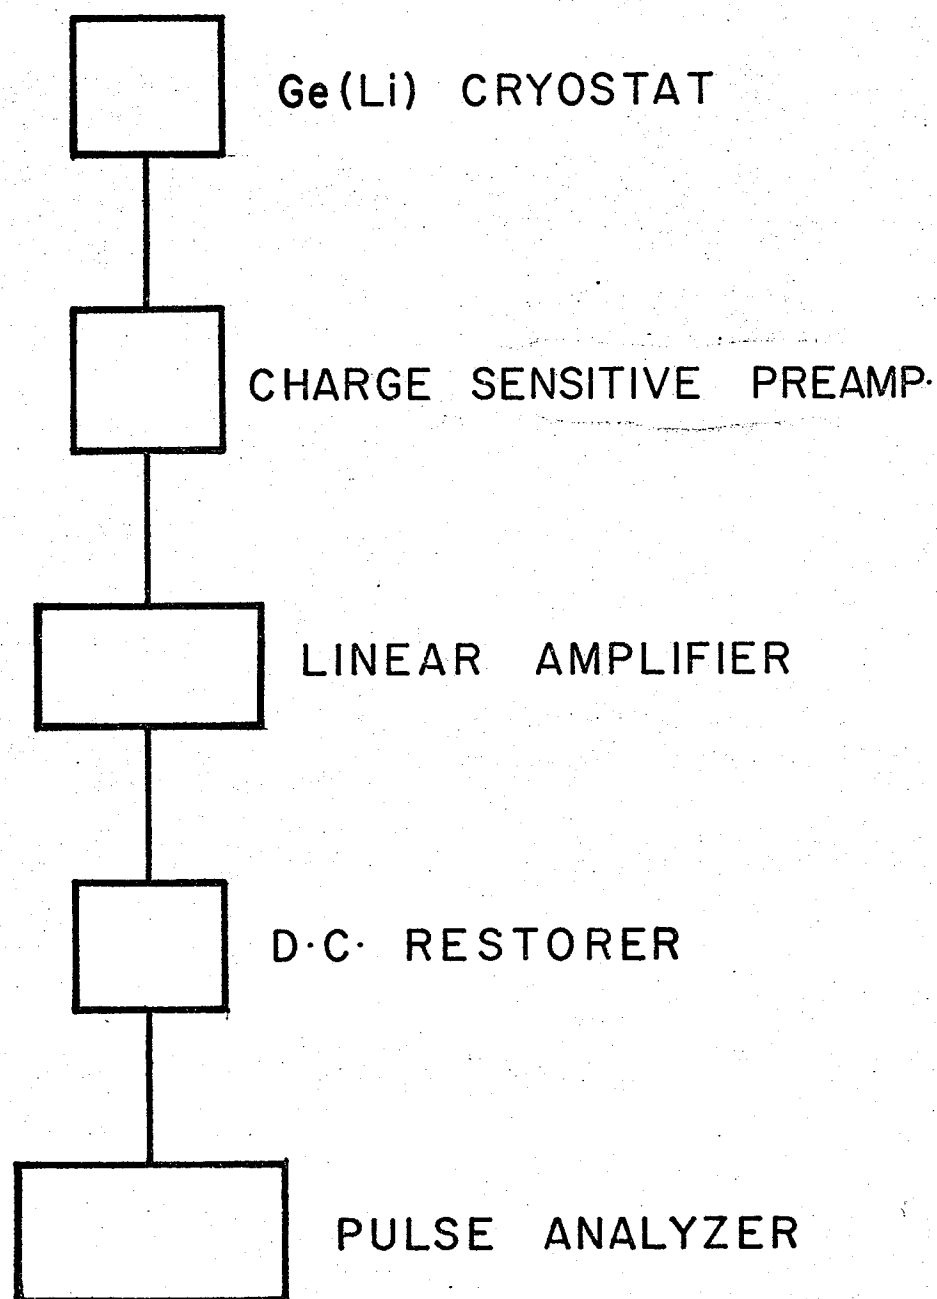 Ge(Li) CRYOSTAT
CHARGE SENSITIVE PREAMP.
LINEAR AMPLIFIER
D.C. RESTORER
PULSE ANALYZER